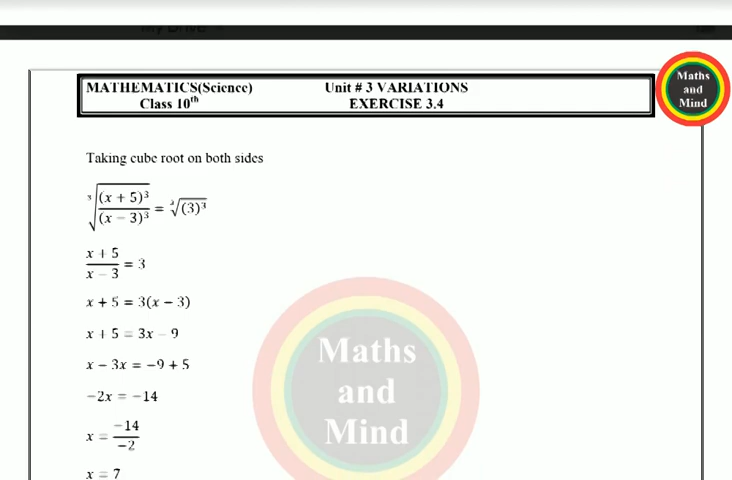 MATHEMATICS(Science) Unit # 3 VARIATIONS
Class 10th EXERCISE 3.4
Maths
and
Mind
Taking cube root on both sides
∛((x + 5)³/(x − 3)³) = ∛(3)³
(x + 5)/(x − 3) = 3
x + 5 = 3(x − 3)
x + 5 = 3x − 9
x − 3x = −9 + 5
−2x = −14
x = −14/−2
x = 7
Maths
and
Mind